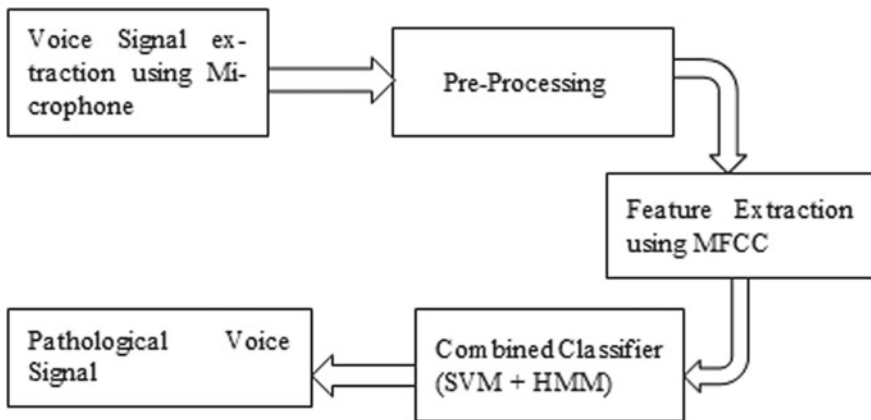 Voice Signal ex-
traction using Mi-
crophone
Pre-Processing
Feature Extraction
using MFCC
Combined Classifier
(SVM + HMM)
Pathological Voice
Signal